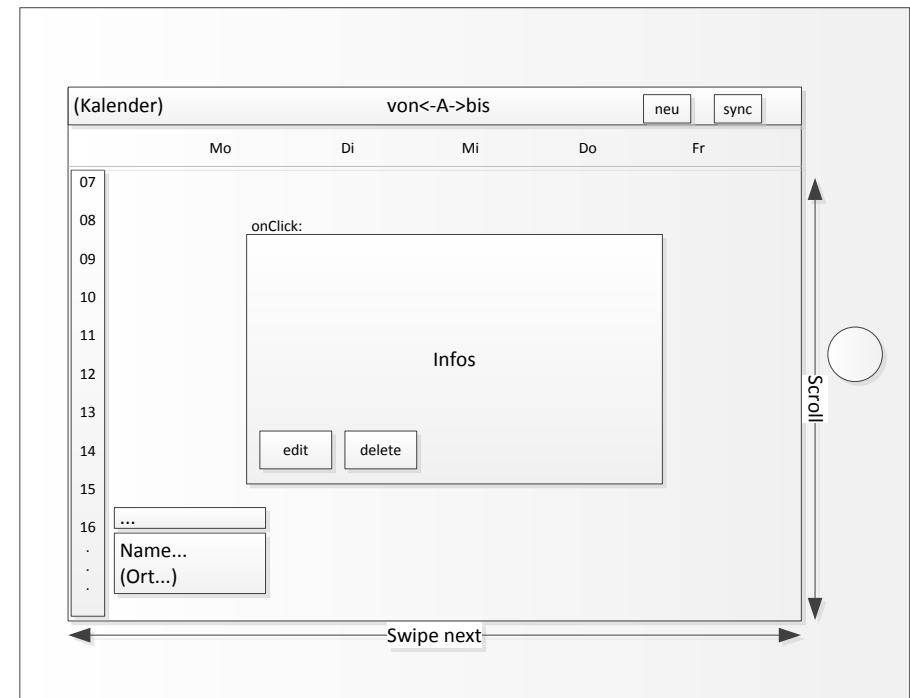 (Kalender) von<-A->bis neu sync
Mo Di Mi Do Fr
07
08
onClick:
09
10
11
Infos
12
Scroll
13
14
edit delete
15
16
...
Name...
(Ort...)
.
.
.
Swipe next